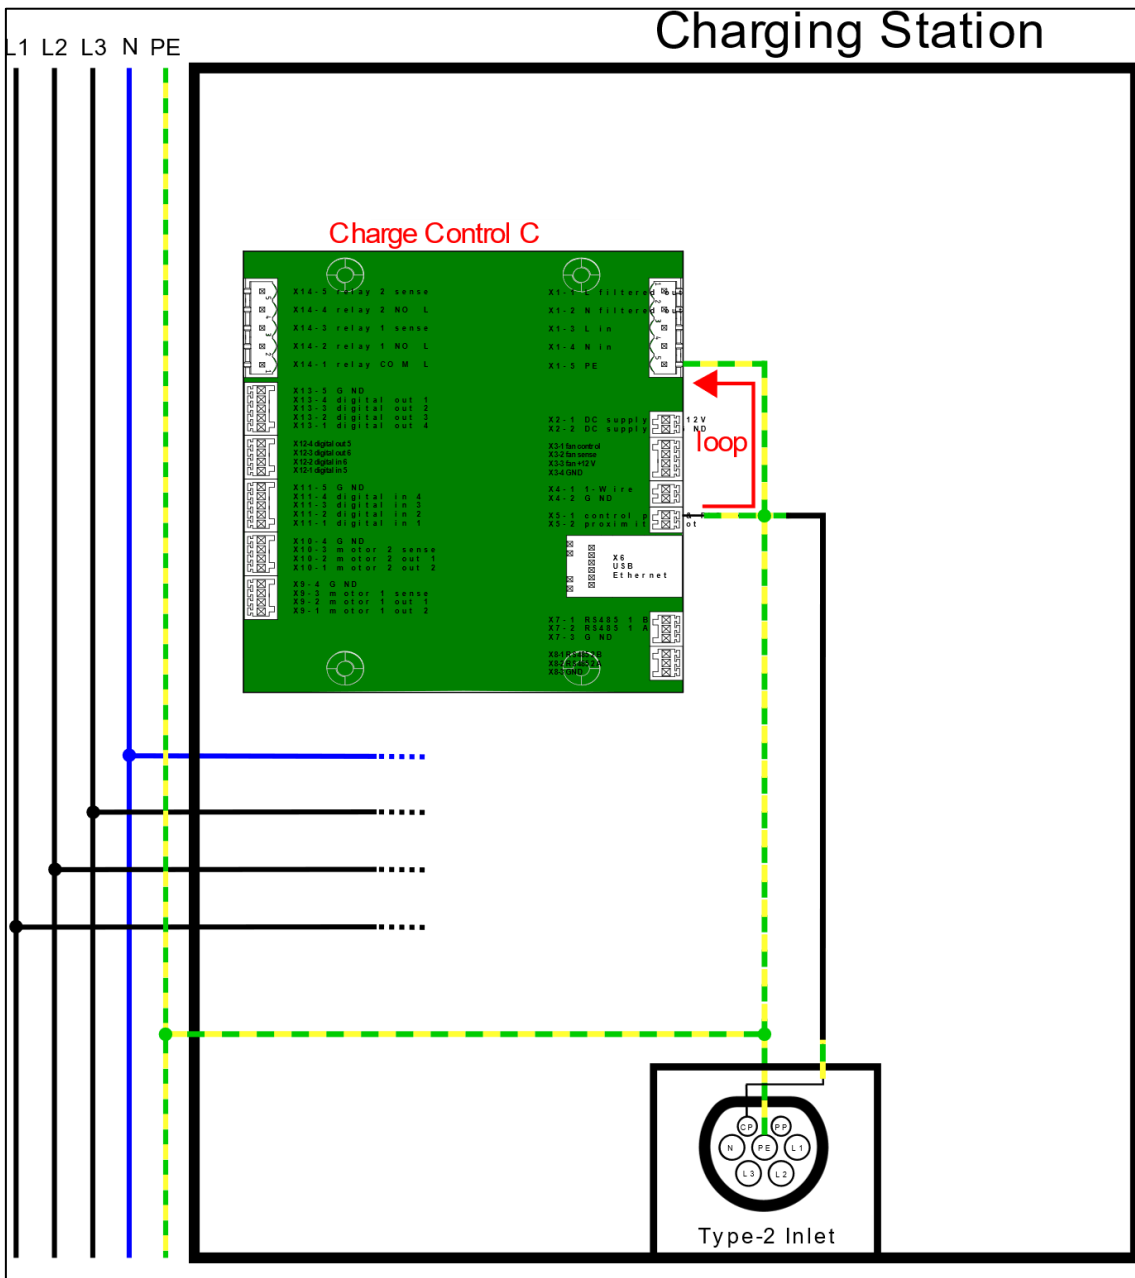 Charging Station
L1 L2 L3 N PE
Charge Control C
X14-5 relay 2 sense
X14-4 relay 2 NO L
X14-3 relay 1 sense
X14-2 relay 1 NO L
X14-1 relay COM L
X13-5 GND
X13-4 digital out 1
X13-3 digital out 2
X13-2 digital out 3
X13-1 digital out 4
X12-4 digital out 5
X12-3 digital out 6
X12-2 digital in 6
X12-1 digital in 5
X11-5 GND
X11-4 digital in 4
X11-3 digital in 3
X11-2 digital in 2
X11-1 digital in 1
X10-4 GND
X10-3 motor 2 sense
X10-2 motor 2 out 1
X10-1 motor 2 out 2
X9-4 GND
X9-3 motor 1 sense
X9-2 motor 1 out 1
X9-1 motor 1 out 2
X1-1 L filtered out
X1-2 N filtered out
X1-3 L in
X1-4 N in
X1-5 PE
X2-1 DC supply 12V
X2-2 DC supply
X3-1 fan control
X3-2 fan sense
X3-3 fan +12 V
X3-4 GND
loop
X4-1 1-Wire
X4-2 GND
X5-1 control
X5-2
X6
USB
Ethernet
X7-1 RS485 1 B
X7-2 RS485 1 A
X7-3 GND
X8-1 RS485 2 B
X8-2 RS485 2 A
X8-3 GND
CP PP
N PE L1
L3 L2
Type-2 Inlet